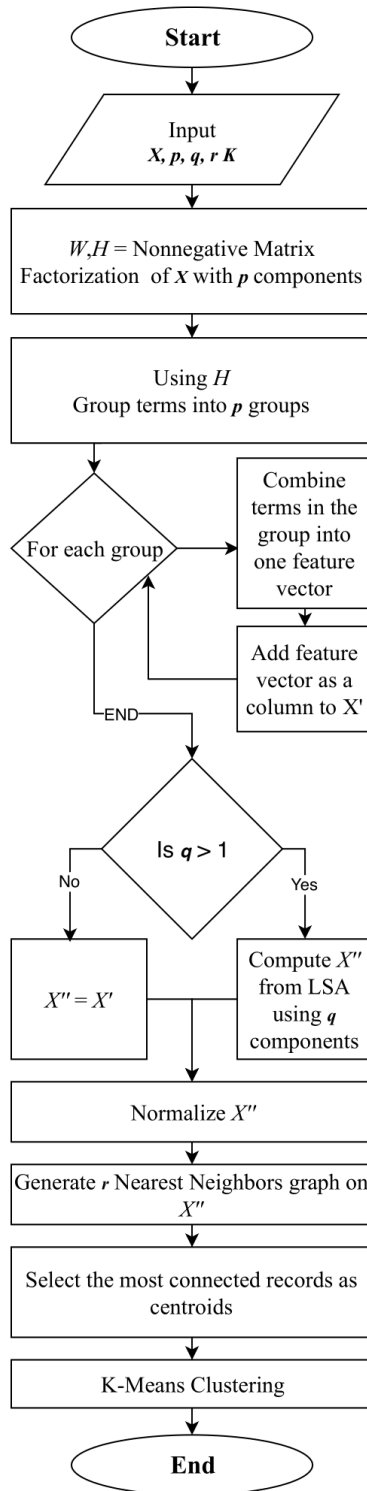 Start
Input
X, p, q, r K
W,H = Nonnegative Matrix
Factorization of X with p components
Using H
Group terms into p groups
For each group
Combine
terms in the
group into
one feature
vector
Add feature
vector as a
column to X'
END
Is q > 1
No
Yes
X'' = X'
Compute X''
from LSA
using q
components
Normalize X''
Generate r Nearest Neighbors graph on
X''
Select the most connected records as
centroids
K-Means Clustering
End